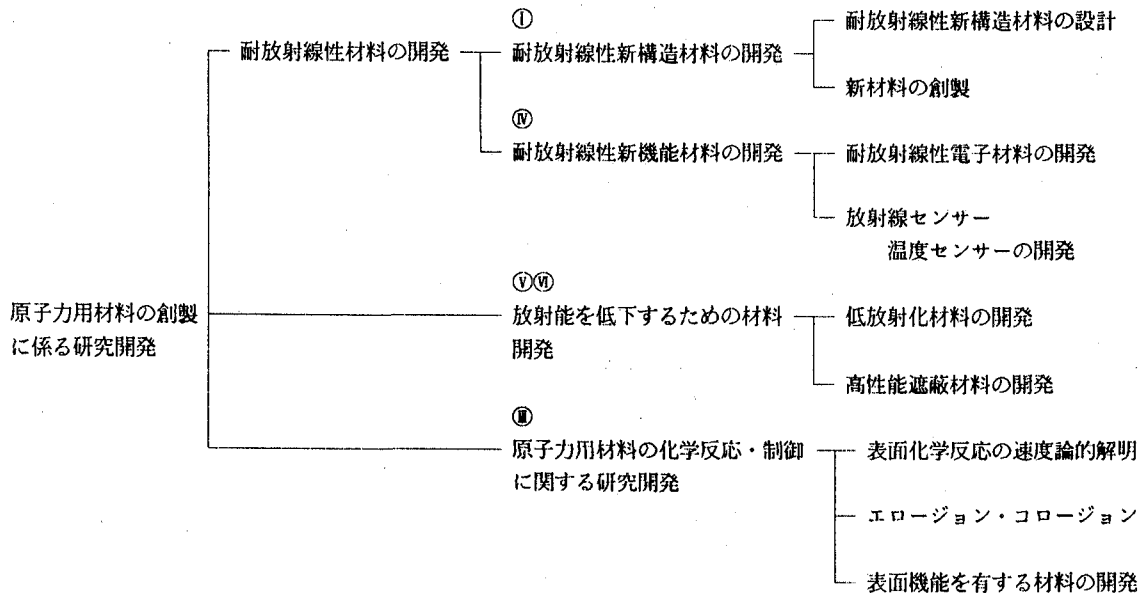 原子力用材料の創製
に係る研究開発
耐放射線性材料の開発
Ⓘ
耐放射線性新構造材料の開発
耐放射線性新構造材料の設計
新材料の創製
Ⅳ
耐放射線性新機能材料の開発
耐放射線性電子材料の開発
放射線センサー
温度センサーの開発
ⅤⅥ
放射能を低下するための材料
開発
低放射化材料の開発
高性能遮蔽材料の開発
Ⅲ
原子力用材料の化学反応・制御
に関する研究開発
表面化学反応の速度論的解明
エロージョン・コロージョン
表面機能を有する材料の開発